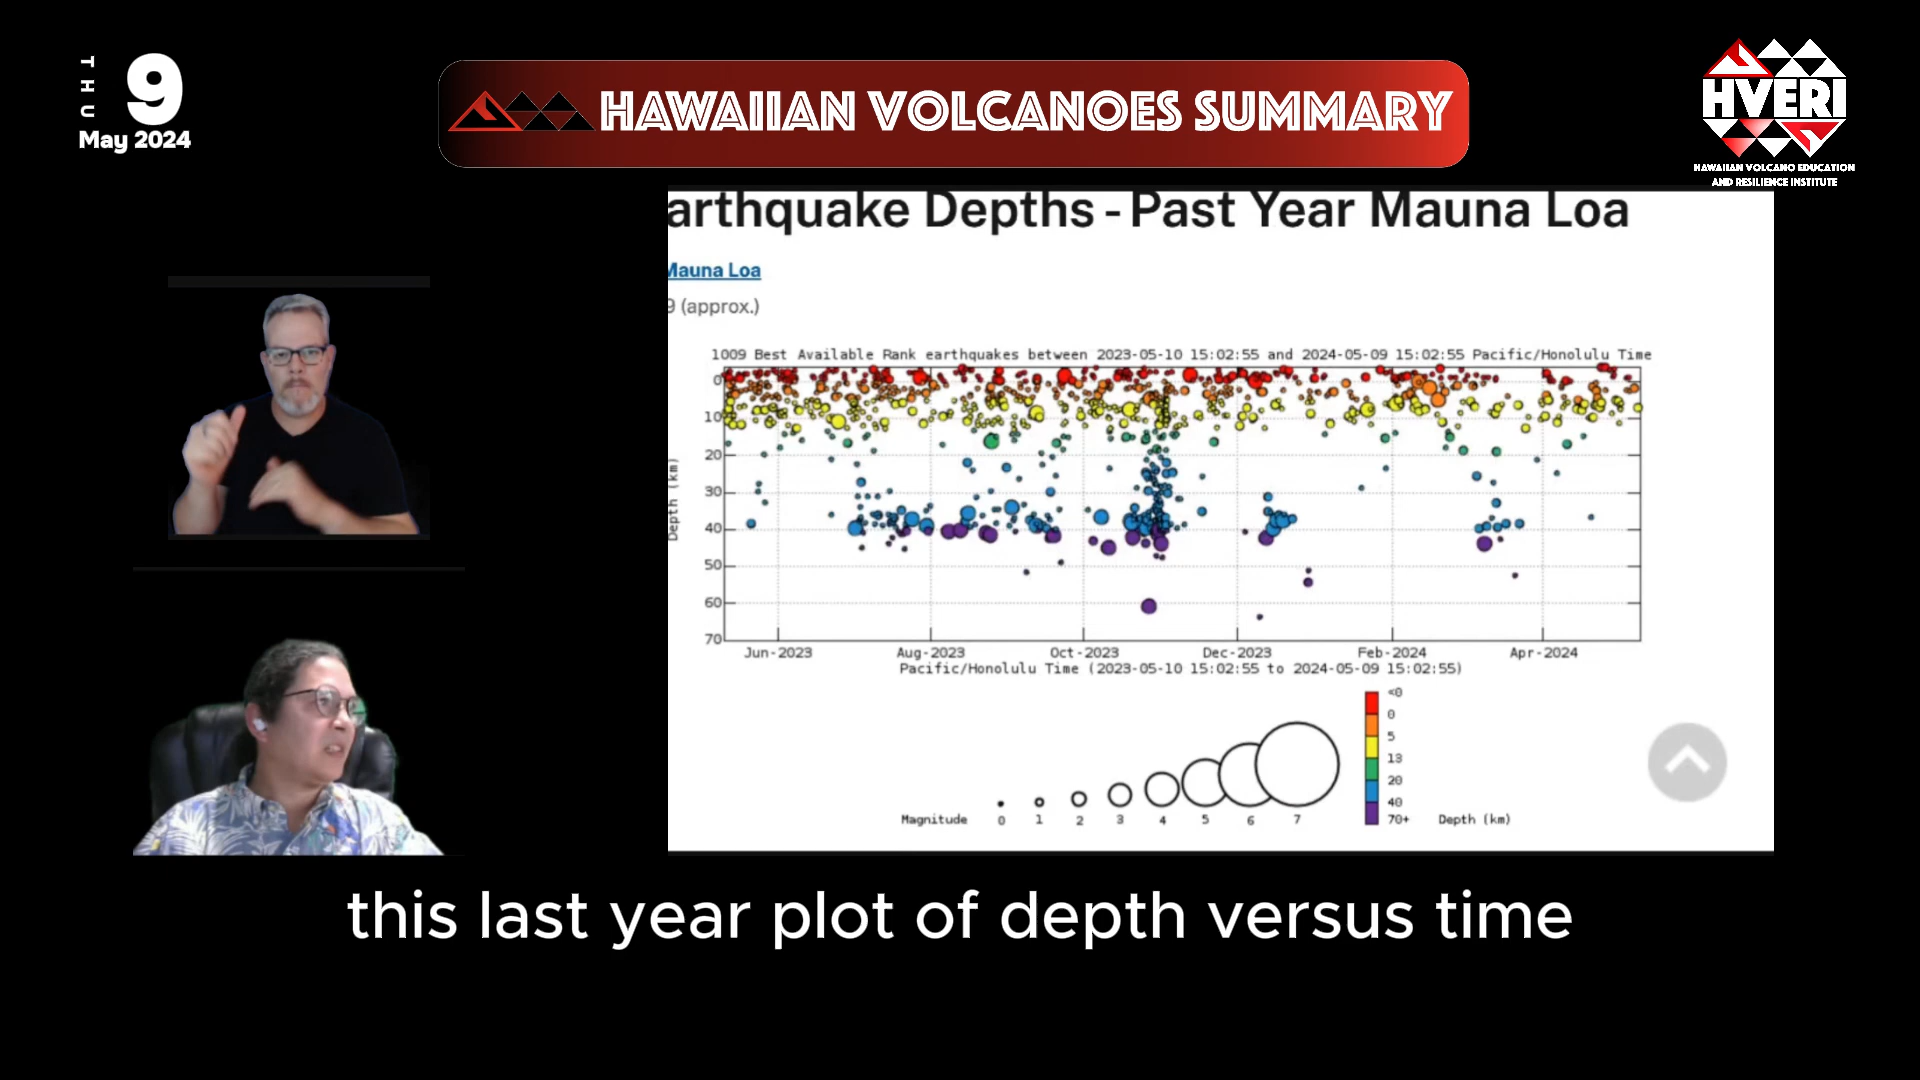 THU
9
May 2024
HAWAIIAN VOLCANOES SUMMARY
HVERI
HAWAIIAN VOLCANO EDUCATION
AND RESILIENCE INSTITUTE
arthquake Depths - Past Year Mauna Loa
Mauna Loa
9 (approx.)
1009 Best Available Rank earthquakes between 2023-05-10 15:02:55 and 2024-05-09 15:02:55 Pacific/Honolulu Time
0
10
20
30
40
50
60
70
Depth (km)
Jun-2023 Aug-2023 Oct-2023 Dec-2023 Feb-2024 Apr-2024
Pacific/Honolulu Time (2023-05-10 15:02:55 to 2024-05-09 15:02:55)
<0
0
5
13
20
40
70+
Depth (km)
Magnitude 0 1 2 3 4 5 6 7
this last year plot of depth versus time